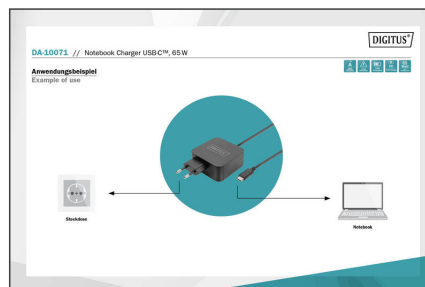 DIGITUS®
DA-10071 // Notebook Charger USB-C™, 65 W
Anwendungsbeispiel
Example of use
Steckdose
Notebook